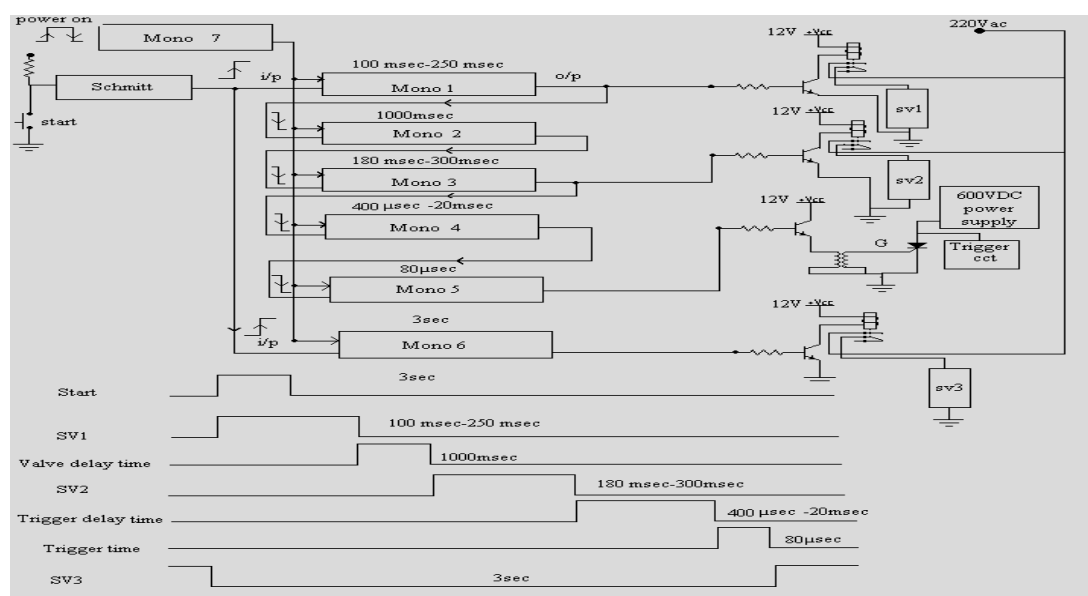 power on
220Vac
Mono 7
12V +Vcc
Schmitt
i/p
100 msec-250 msec
o/p
Mono 1
sv1
start
1000msec
12V +Vcc
Mono 2
180 msec-300msec
Mono 3
sv2
400 µsec -20msec
12V +Vcc
600VDC
power
supply
Mono 4
G
Trigger
cct
80µsec
Mono 5
12V +Vcc
3sec
i/p
Mono 6
sv3
Start
3sec
SV1
100 msec-250 msec
Valve delay time
1000msec
SV2
180 msec-300msec
Trigger delay time
400 µsec -20msec
Trigger time
80µsec
SV3
3sec